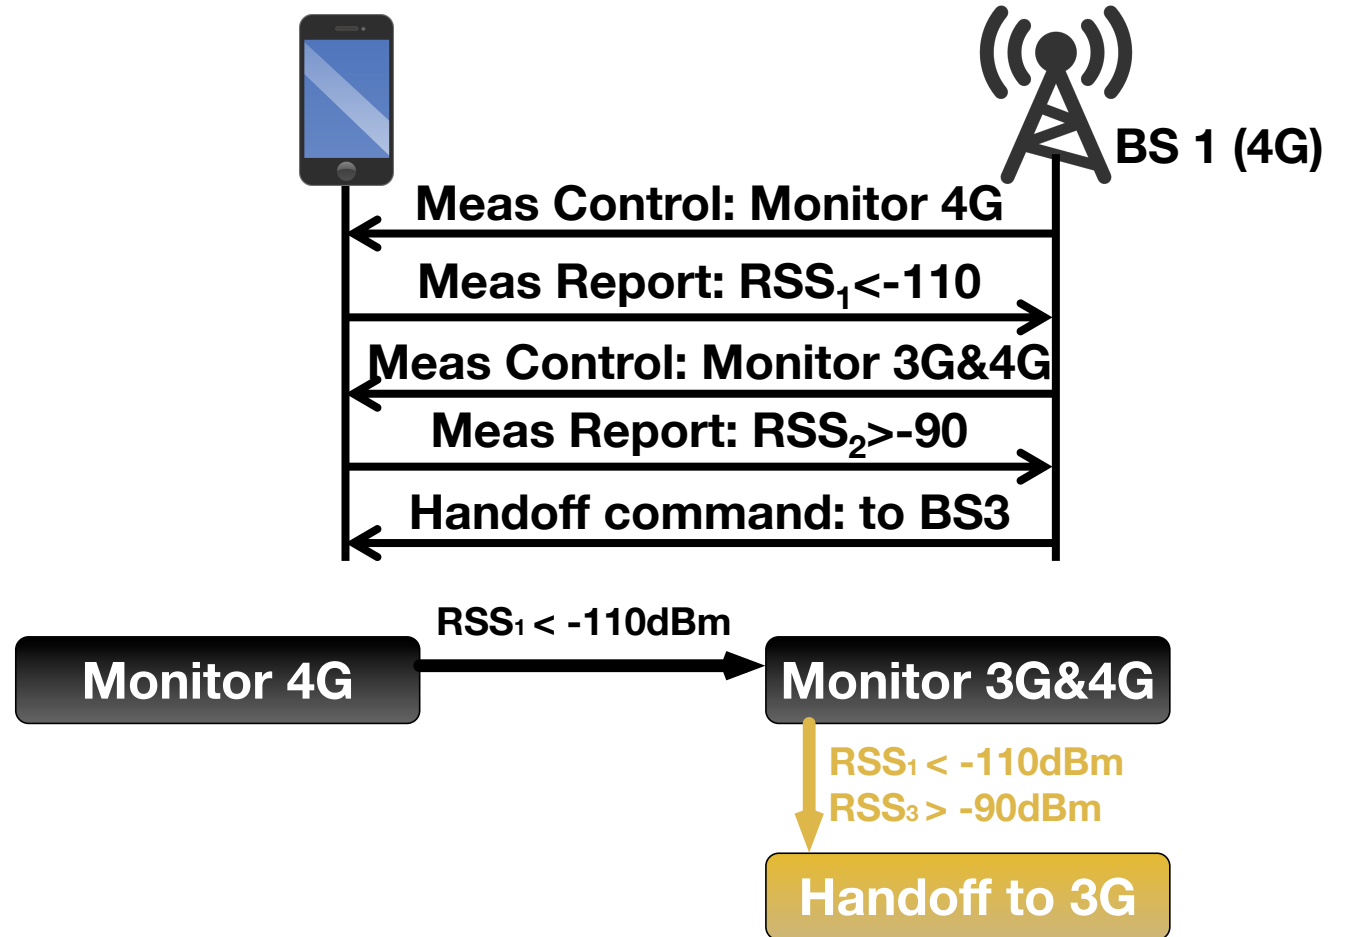 BS 1 (4G)
Meas Control: Monitor 4G
Meas Report: RSS₁<-110
Meas Control: Monitor 3G&4G
Meas Report: RSS₂>-90
Handoff command: to BS3
RSS₁ < -110dBm
Monitor 4G
Monitor 3G&4G
RSS₁ < -110dBm
RSS₃ > -90dBm
Handoff to 3G